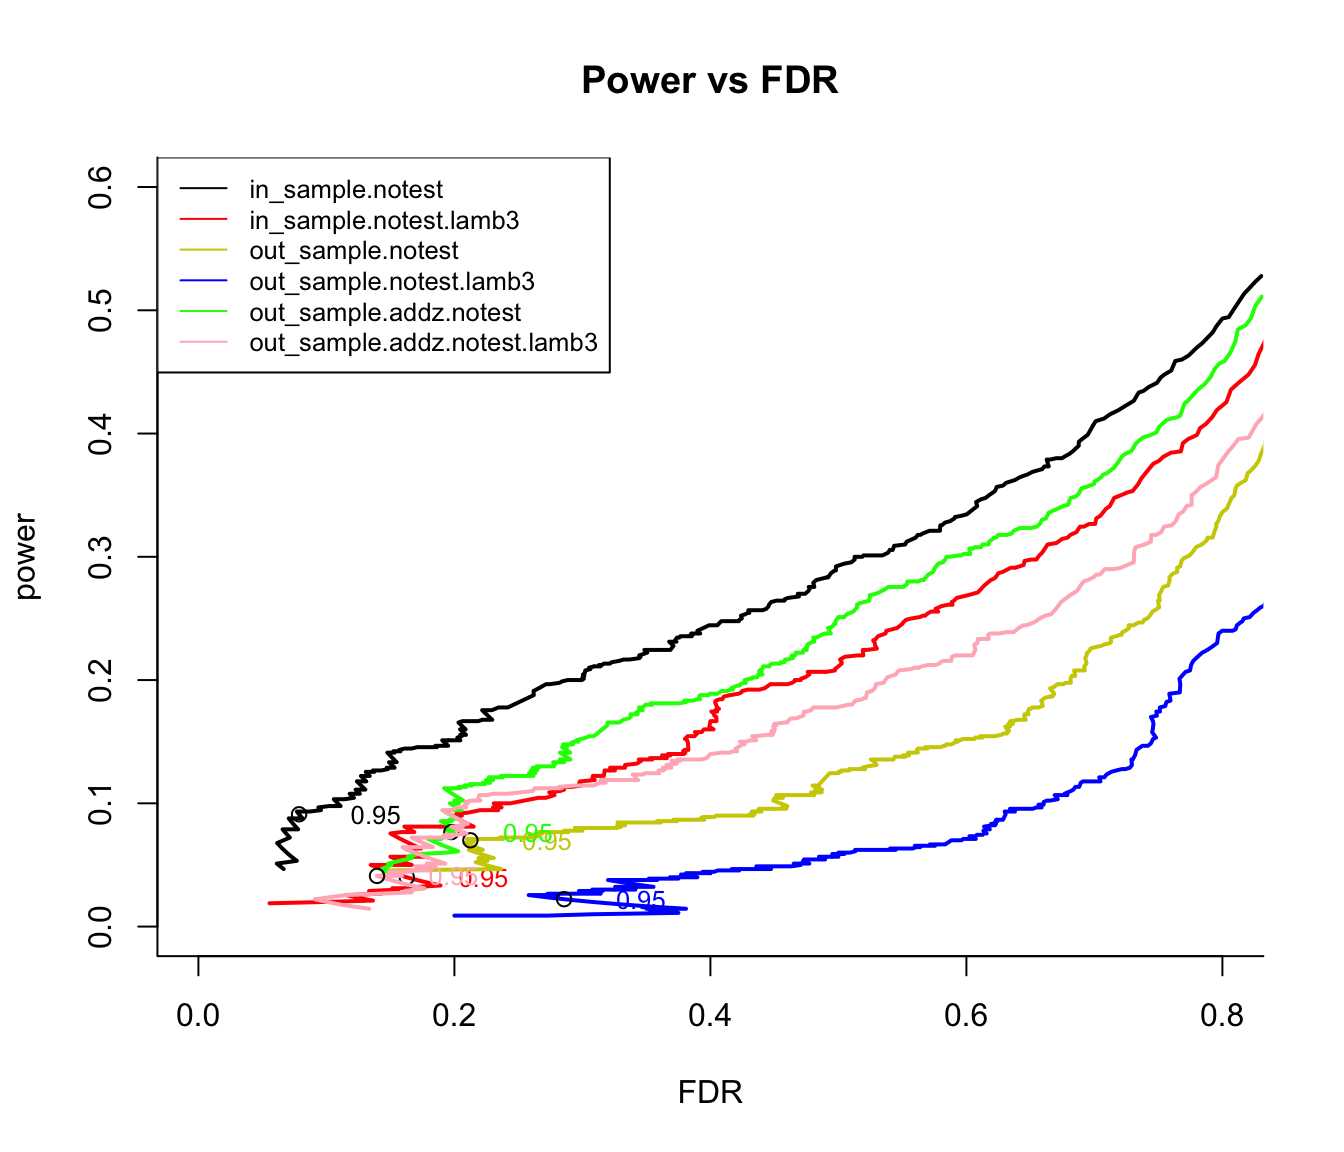 Power vs FDR
in_sample.notest
in_sample.notest.lamb3
out_sample.notest
out_sample.notest.lamb3
out_sample.addz.notest
out_sample.addz.notest.lamb3
power
0.6
0.5
0.4
0.3
0.2
0.1
0.0
0.95
0.95
0.95
0.95
0.95
0.95
0.0
0.2
0.4
0.6
0.8
FDR